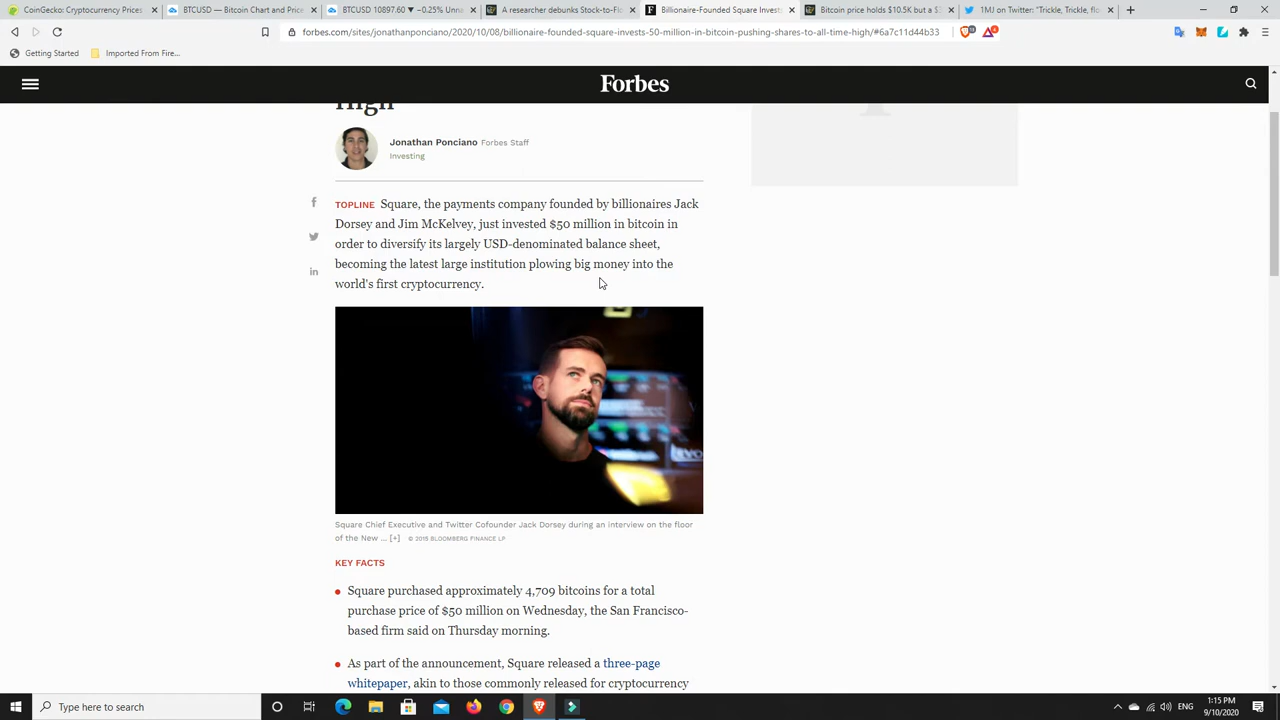 CoinGecko: Cryptocurrency Prices
BTCUSD — Bitcoin Chart and Price
BTCUSD 10897.60 ▼ −0.25% Unna
A researcher debunks Stock-to-Fl
Billionaire-Founded Square Invest
Bitcoin price holds $10.5K but a $
1MJ on Twitter: "Trickle, Trickle, flo
forbes.com/sites/jonathanponciano/2020/10/08/billionaire-founded-square-invests-50-million-in-bitcoin-pushing-shares-to-all-time-high/#6a7c11d44b33
Getting Started
Imported From Fire...
Forbes
High
Jonathan Ponciano Forbes Staff
Investing
TOPLINE Square, the payments company founded by billionaires Jack
Dorsey and Jim McKelvey, just invested $50 million in bitcoin in
order to diversify its largely USD-denominated balance sheet,
becoming the latest large institution plowing big money into the
world's first cryptocurrency.
Square Chief Executive and Twitter Cofounder Jack Dorsey during an interview on the floor
of the New ... [+] © 2015 BLOOMBERG FINANCE LP
KEY FACTS
Square purchased approximately 4,709 bitcoins for a total
purchase price of $50 million on Wednesday, the San Francisco-
based firm said on Thursday morning.
As part of the announcement, Square released a three-page
whitepaper, akin to those commonly released for cryptocurrency
Type here to search
ENG
1:15 PM
9/10/2020